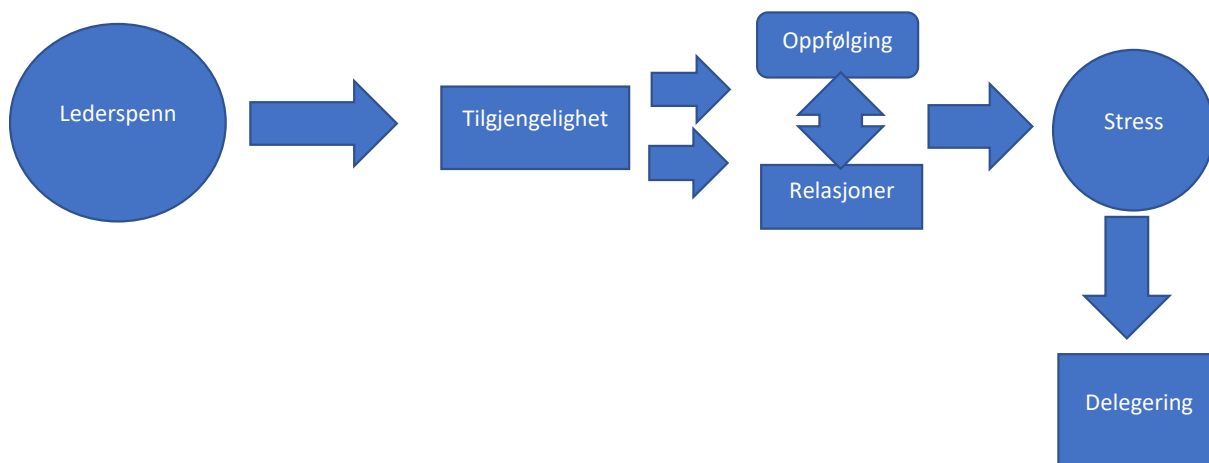 Lederspenn
Tilgjengelighet
Oppfølging
Relasjoner
Stress
Delegering